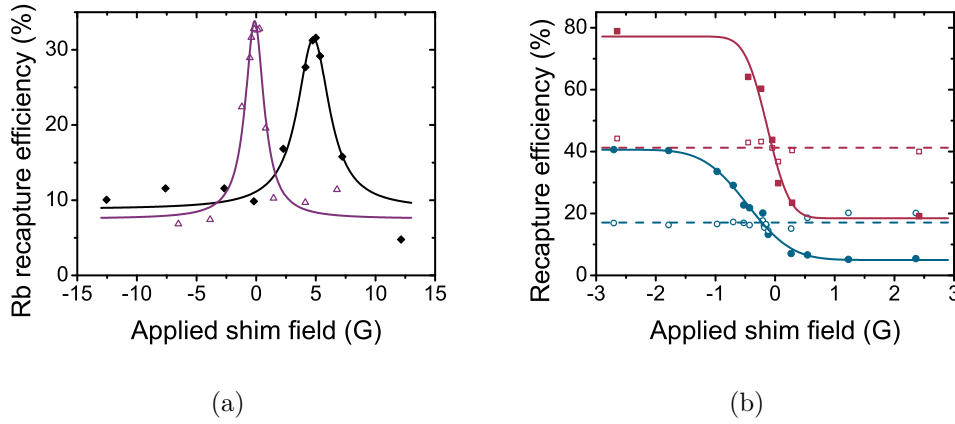 30
20
10
0
Rb recapture efficiency (%)
-15 -10 -5 0 5 10 15
Applied shim field (G)
(a)
80
60
40
20
0
Recapture efficiency (%)
-3 -2 -1 0 1 2 3
Applied shim field (G)
(b)